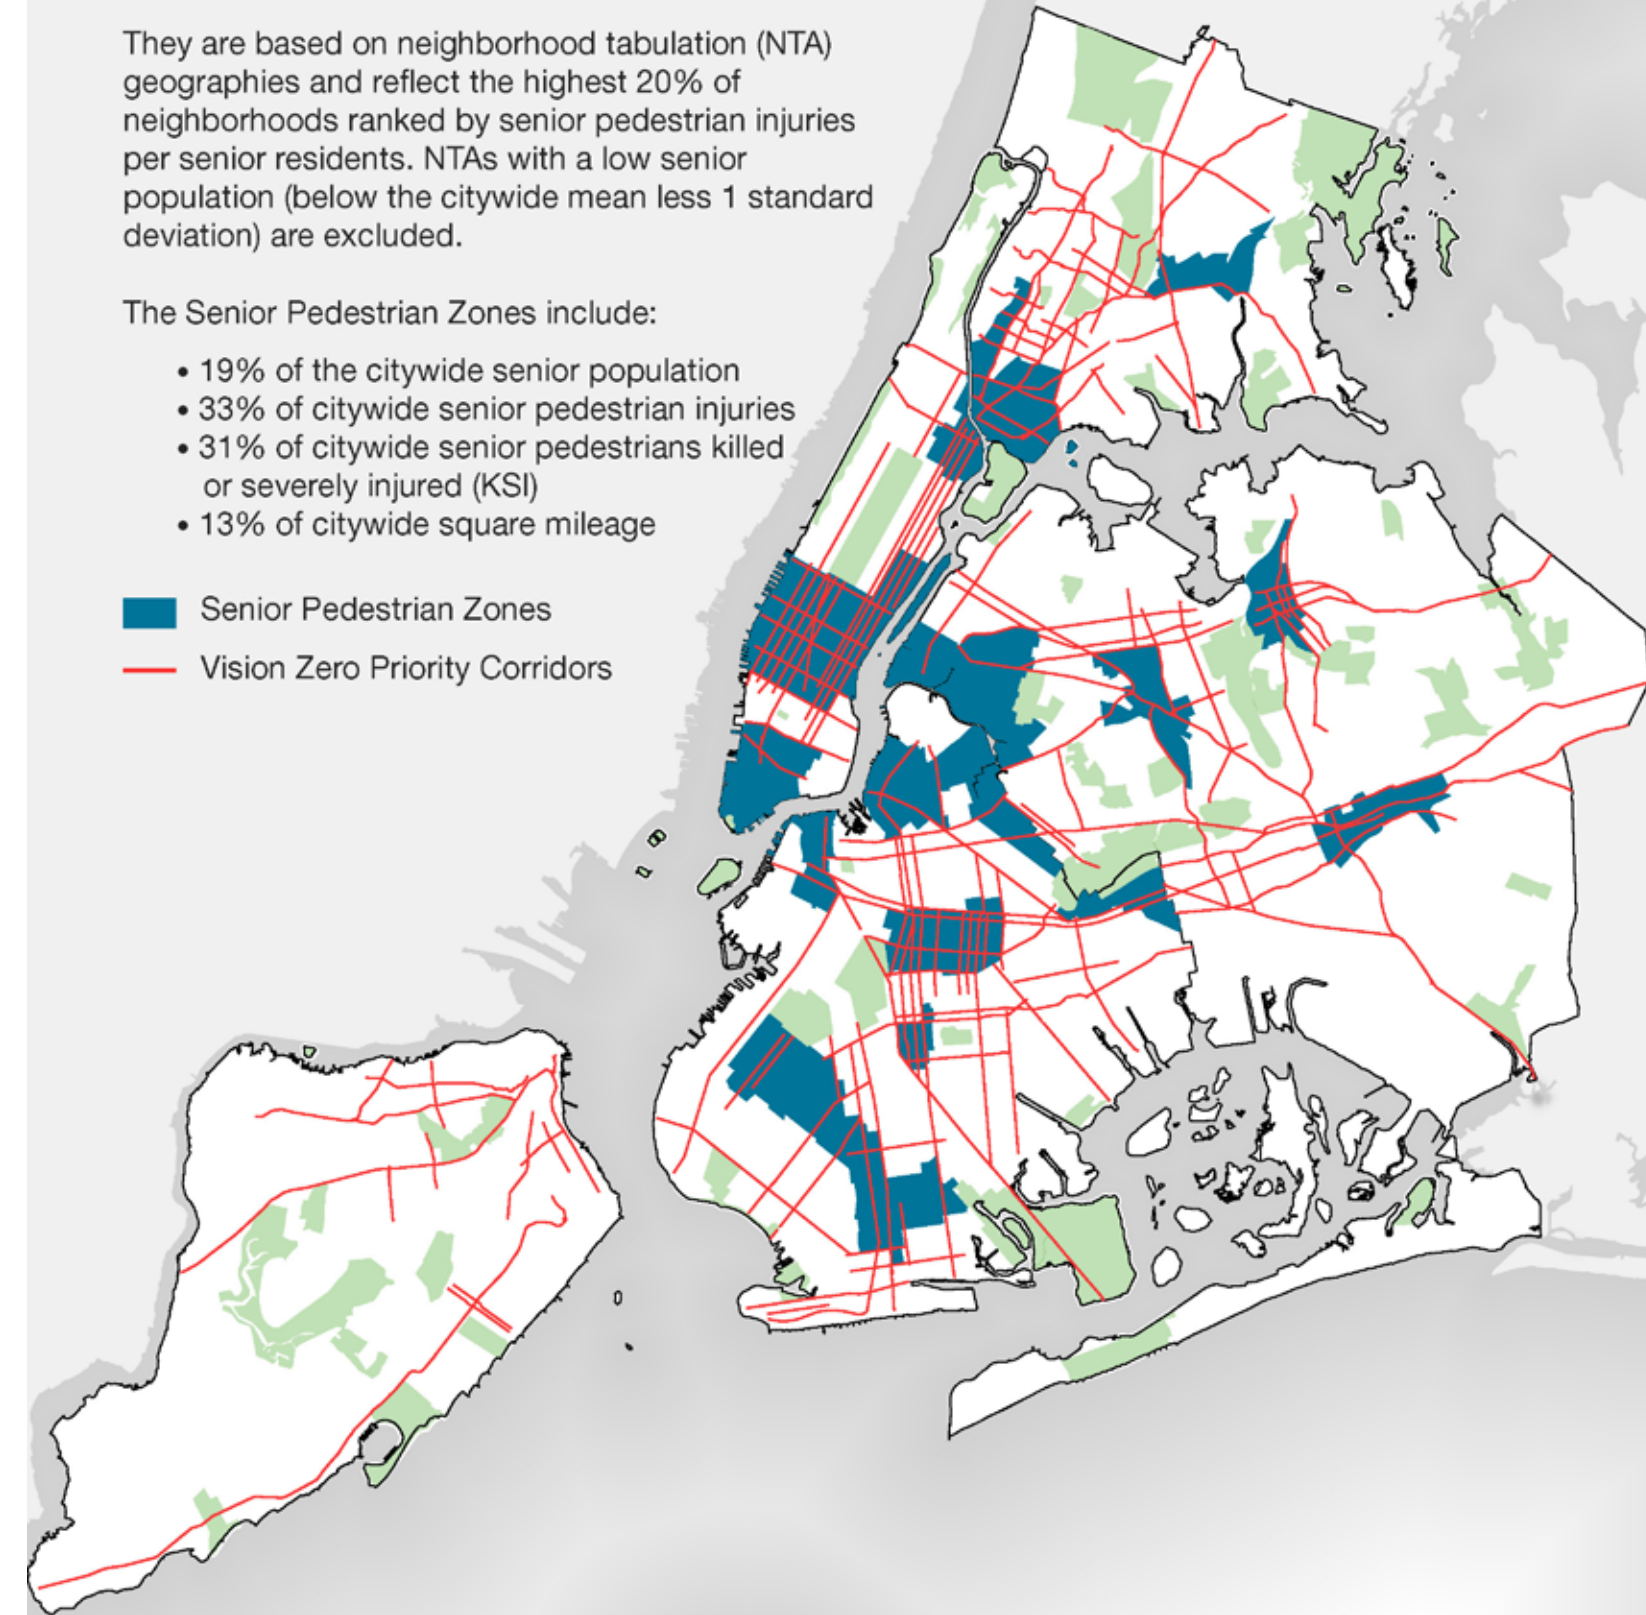 They are based on neighborhood tabulation (NTA)
geographies and reflect the highest 20% of
neighborhoods ranked by senior pedestrian injuries
per senior residents. NTAs with a low senior
population (below the citywide mean less 1 standard
deviation) are excluded.
The Senior Pedestrian Zones include:
• 19% of the citywide senior population
• 33% of citywide senior pedestrian injuries
• 31% of citywide senior pedestrians killed
or severely injured (KSI)
• 13% of citywide square mileage
Senior Pedestrian Zones
Vision Zero Priority Corridors